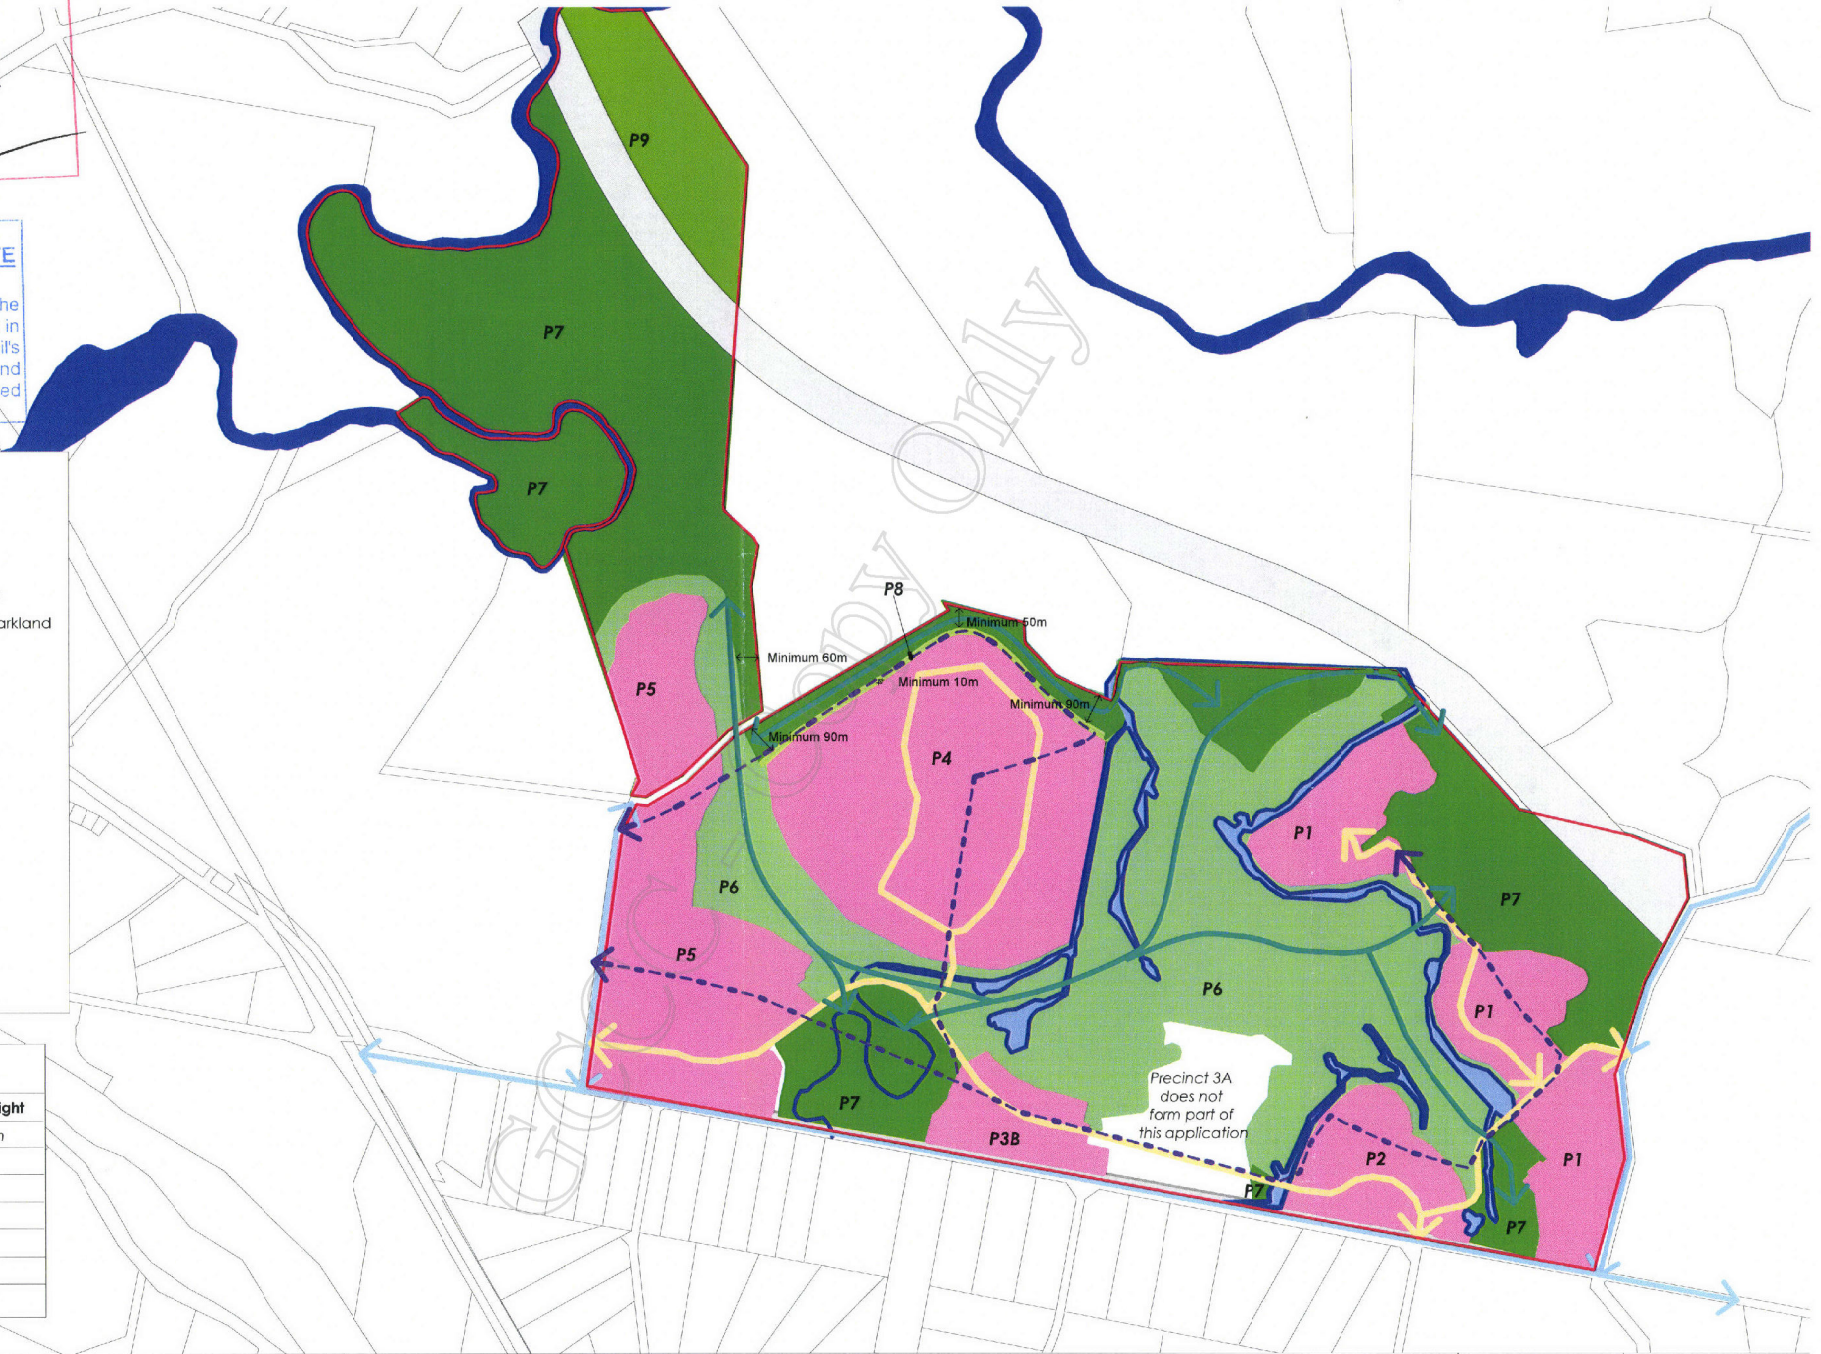 E
he
in
il's
nd
ed
arkland
ight
P9
P7
P7
P8
Minimum 50m
Minimum 60m
Minimum 10m
Minimum 90m
Minimum 90m
P5
P4
P1
P6
P7
P5
P6
P1
Precinct 3A
does not
form part of
this application
P7
P3B
P2
P1
P7
P7
GCCC - Copy Only